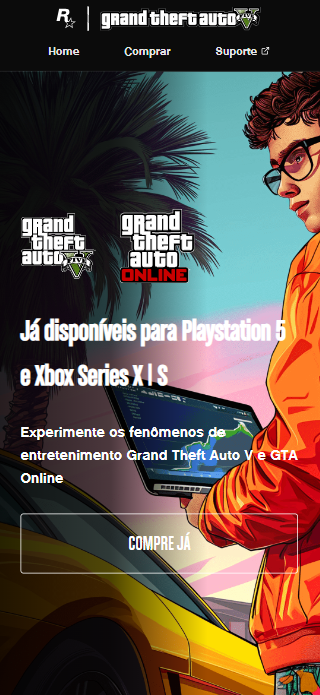 R
grand theft auto V
Home Comprar Suporte
grand
theft
auto V
grand
theft
auto
ONLINE
Já disponíveis para Playstation 5
e Xbox Series X | S
Experimente os fenômenos de
entretenimento Grand Theft Auto V e GTA
Online
COMPRE JÁ